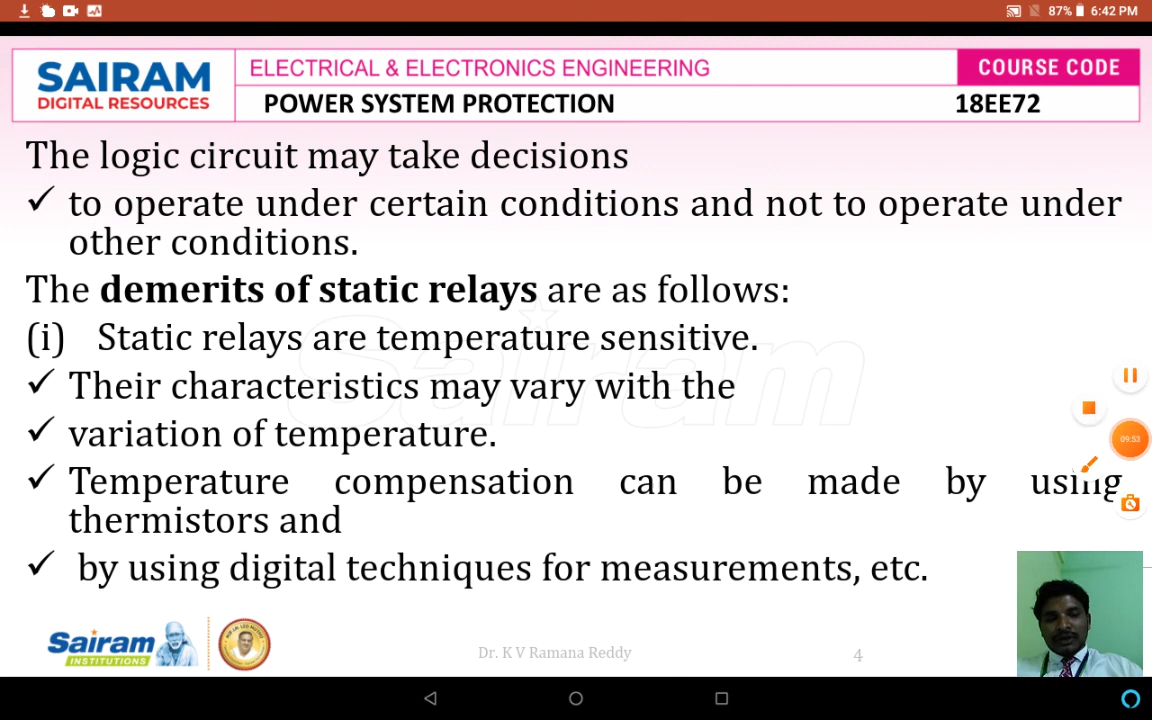 87% 6:42 PM
SAIRAM
DIGITAL RESOURCES
ELECTRICAL & ELECTRONICS ENGINEERING
COURSE CODE
POWER SYSTEM PROTECTION
18EE72
The logic circuit may take decisions
✓ to operate under certain conditions and not to operate under
other conditions.
The demerits of static relays are as follows:
(i) Static relays are temperature sensitive.
✓ Their characteristics may vary with the
✓ variation of temperature.
✓ Temperature compensation can be made by using
thermistors and
✓ by using digital techniques for measurements, etc.
Sairam
09:53
Sairam
INSTITUTIONS
Dr. K V Ramana Reddy
4